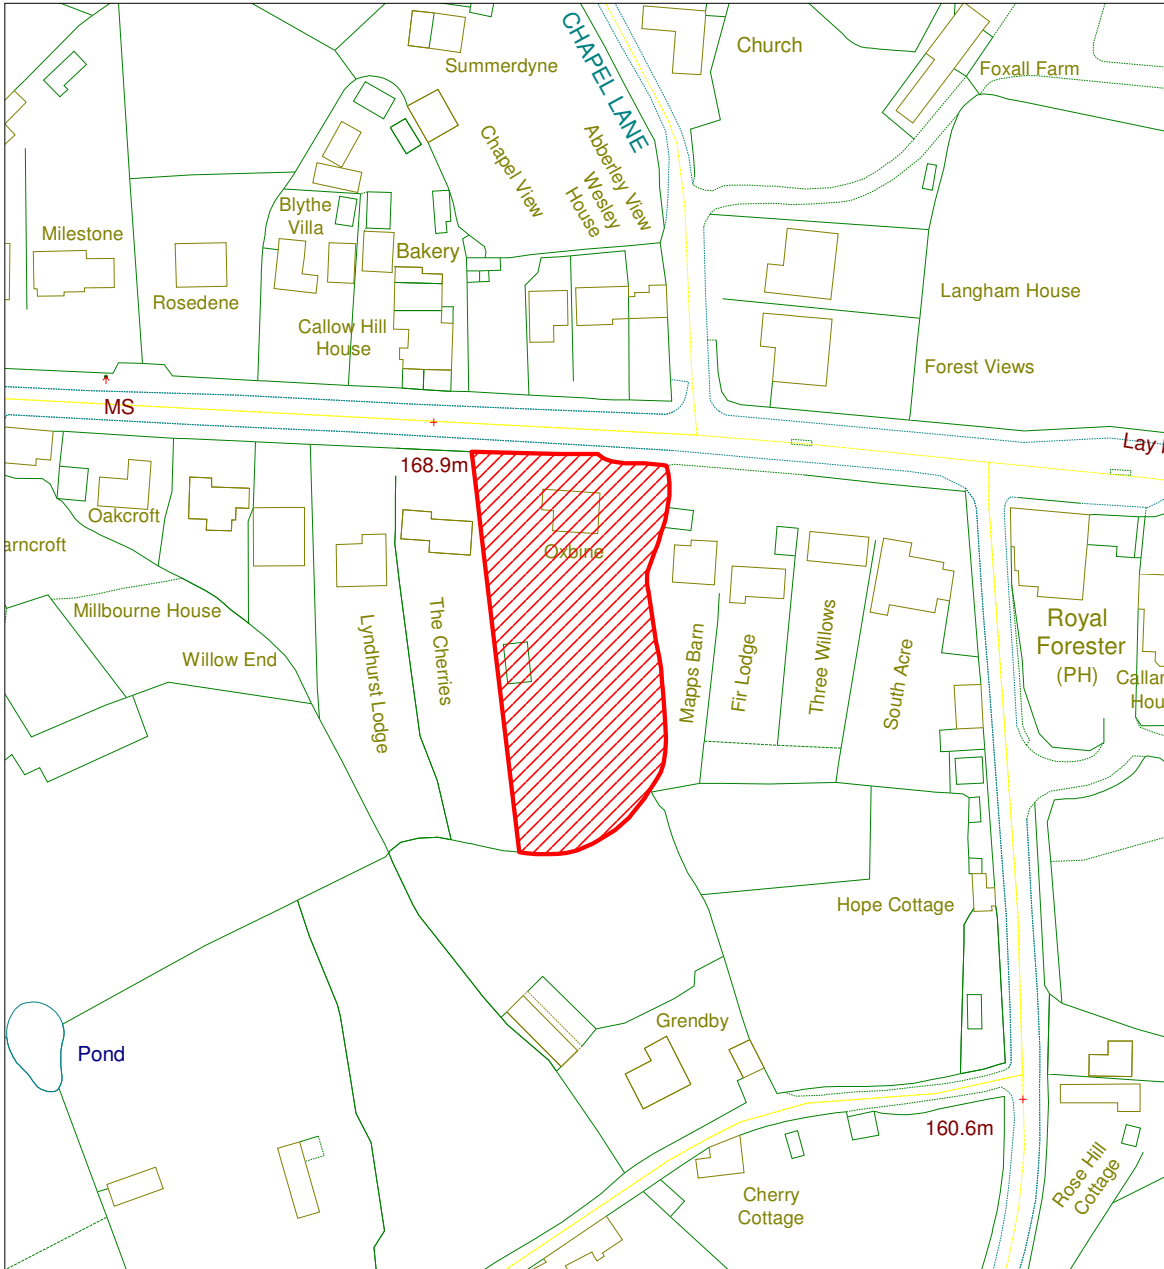 CHAPEL LANE
Church
Summerdyne
Foxall Farm
Chapel View
Abberley View
Wesley
House
Blythe
Villa
Milestone
Bakery
Rosedene
Langham House
Callow Hill
House
Forest Views
MS
Lay
168.9m
Oakcroft
arncroft
Oxbine
Millbourne House
Willow End
Lyndhurst Lodge
The Cherries
Mapps Barn
Fir Lodge
Three Willows
South Acre
Royal
Forester
(PH)
Callan
Hou
Hope Cottage
Grendby
Pond
160.6m
Rose Hill
Cottage
Cherry
Cottage